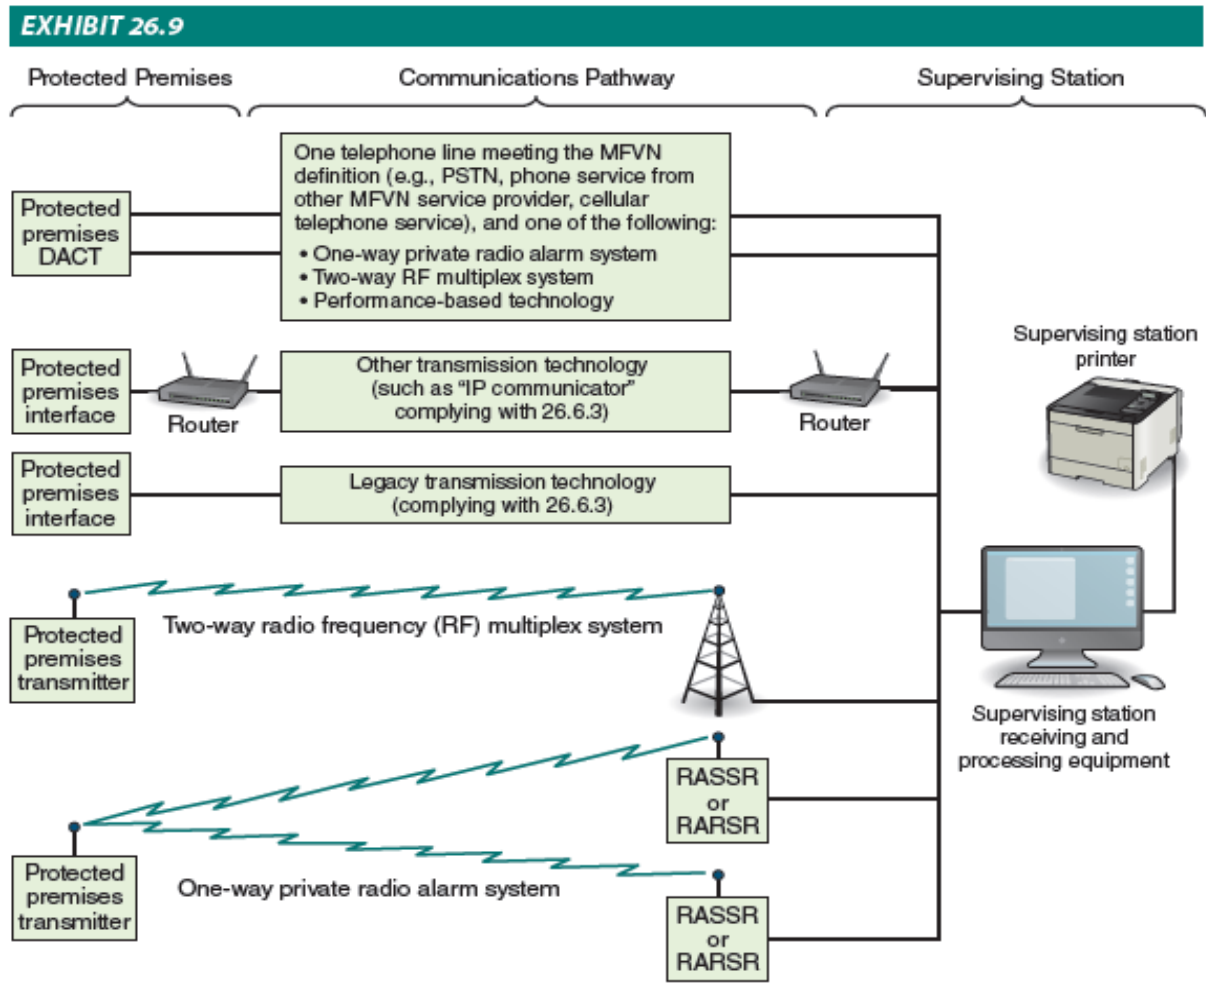 EXHIBIT 26.9
Protected Premises
Communications Pathway
Supervising Station
Protected
premises
DACT
One telephone line meeting the MFVN
definition (e.g., PSTN, phone service from
other MFVN service provider, cellular
telephone service), and one of the following:
• One-way private radio alarm system
• Two-way RF multiplex system
• Performance-based technology
Protected
premises
interface
Router
Other transmission technology
(such as “IP communicator”
complying with 26.6.3)
Router
Supervising station
printer
Protected
premises
interface
Legacy transmission technology
(complying with 26.6.3)
Protected
premises
transmitter
Two-way radio frequency (RF) multiplex system
Supervising station
receiving and
processing equipment
RASSR
or
RARSR
Protected
premises
transmitter
One-way private radio alarm system
RASSR
or
RARSR